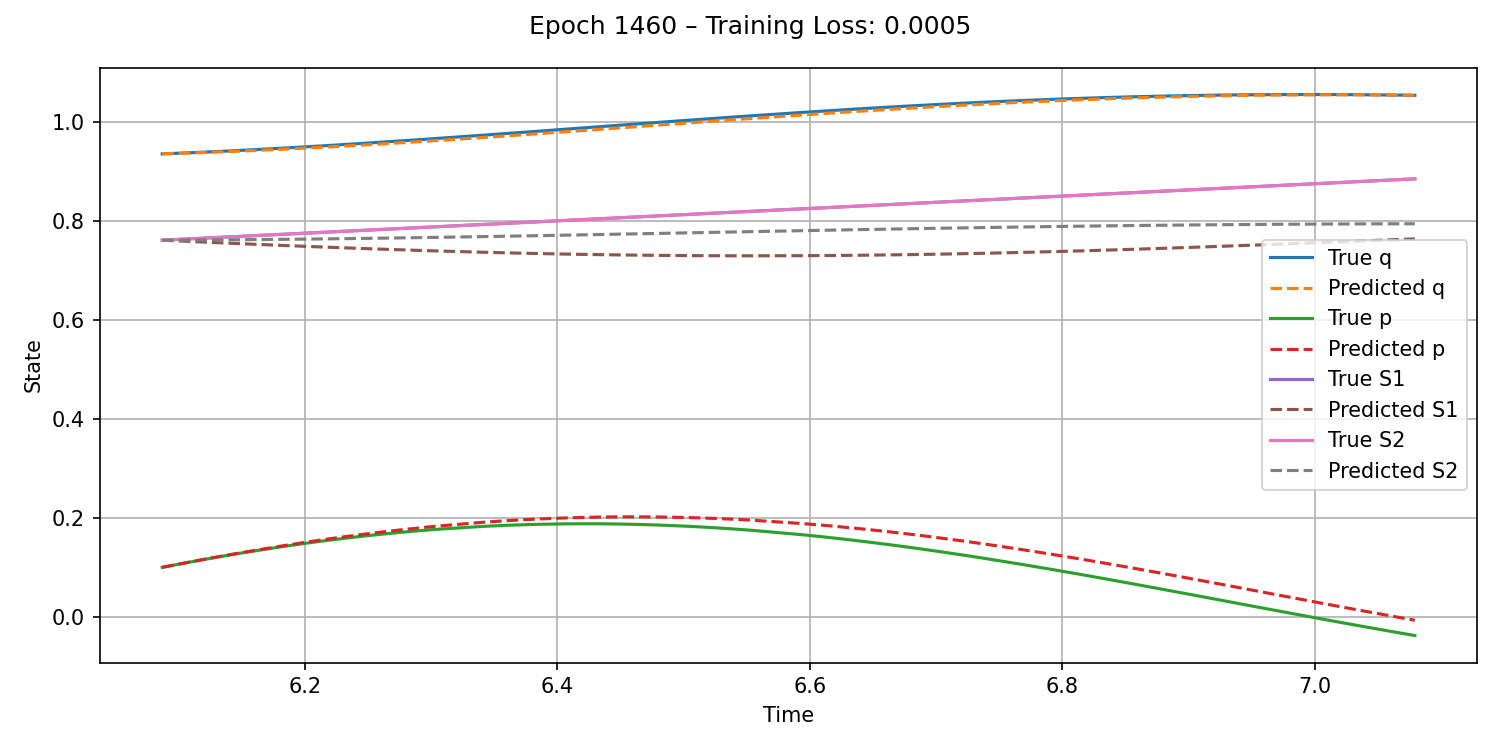 Epoch 1460 – Training Loss: 0.0005
1.0
0.8
0.6
0.4
0.2
0.0
State
True q
Predicted q
True p
Predicted p
True S1
Predicted S1
True S2
Predicted S2
6.2
6.4
6.6
6.8
7.0
Time